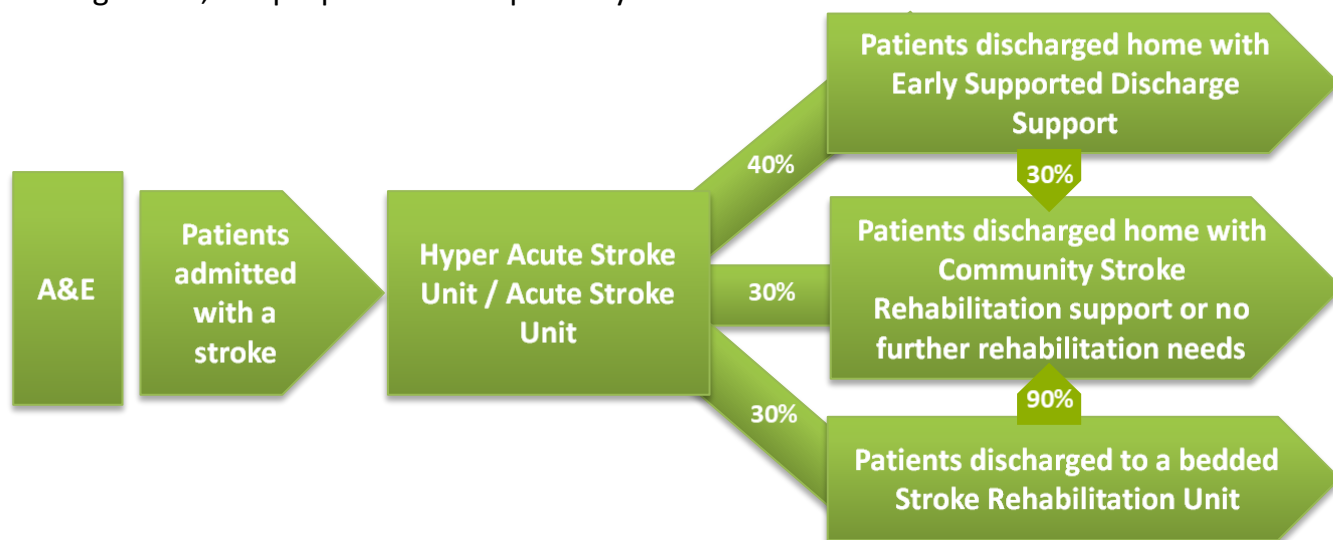 A&E
Patients
admitted
with a
stroke
Hyper Acute Stroke
Unit / Acute Stroke
Unit
40%
30%
30%
Patients discharged home with
Early Supported Discharge
Support
30%
Patients discharged home with
Community Stroke
Rehabilitation support or no
further rehabilitation needs
90%
Patients discharged to a bedded
Stroke Rehabilitation Unit